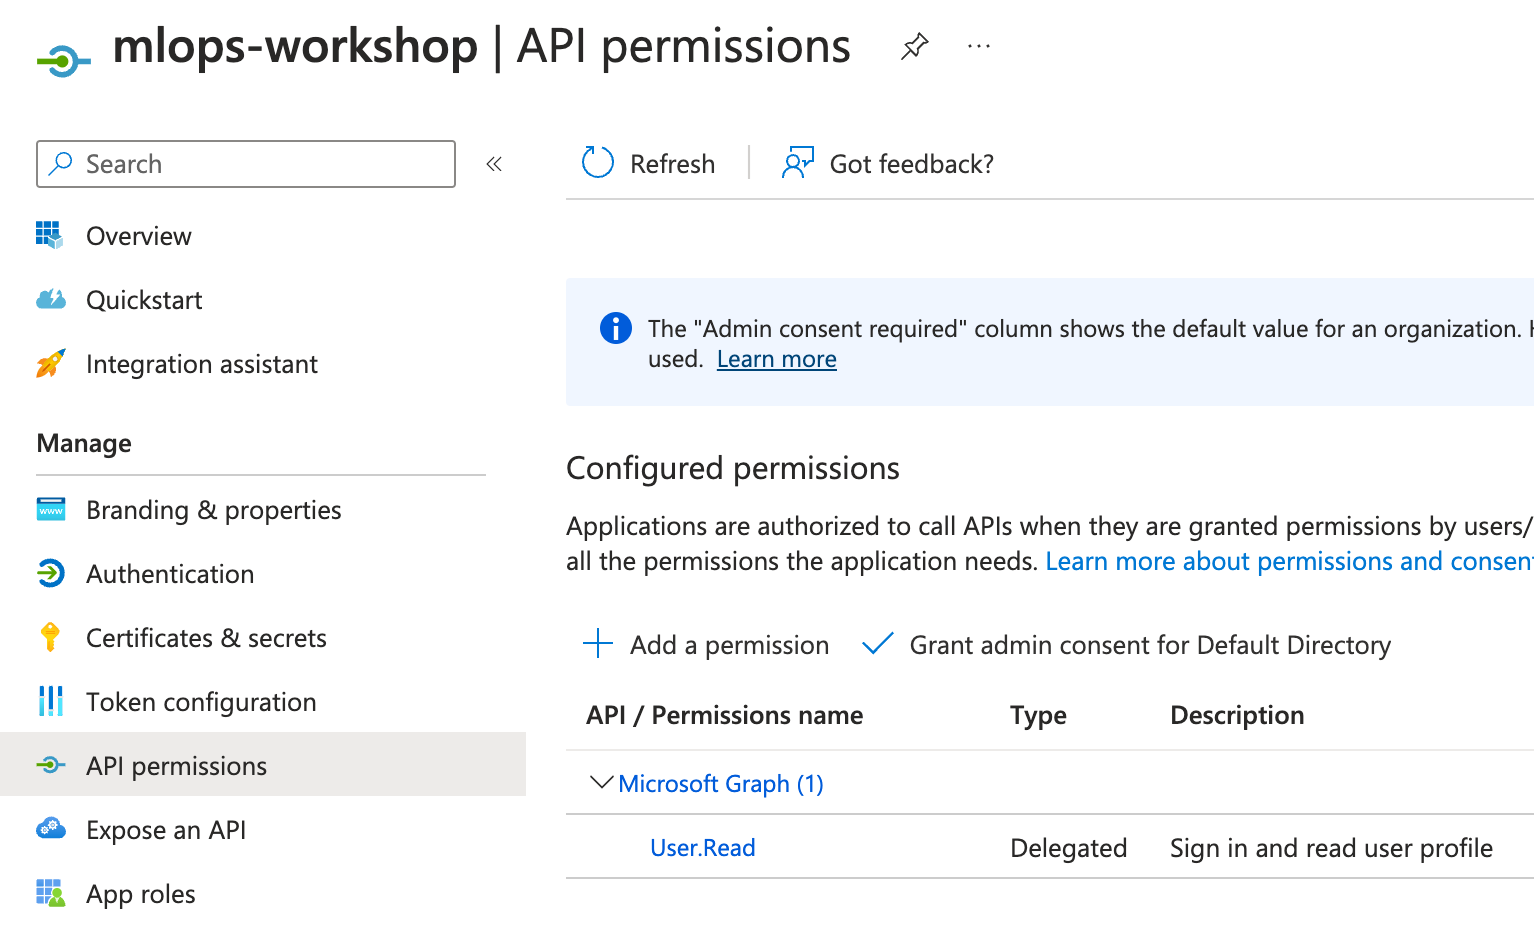 mlops-workshop | API permissions
Search
Refresh
Got feedback?
Overview
Quickstart
Integration assistant
Manage
Branding & properties
Authentication
Certificates & secrets
Token configuration
API permissions
Expose an API
App roles
The "Admin consent required" column shows the default value for an organization.
used. Learn more
Configured permissions
Applications are authorized to call APIs when they are granted permissions by users/
all the permissions the application needs. Learn more about permissions and consent
Add a permission
Grant admin consent for Default Directory
API / Permissions name Type Description
Microsoft Graph (1)
User.Read Delegated Sign in and read user profile